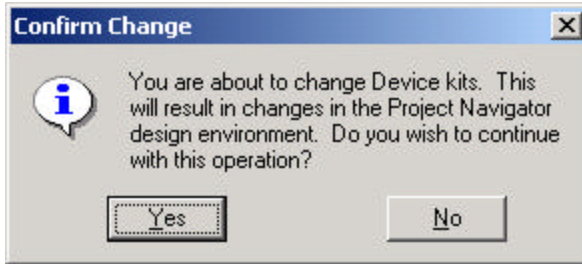 Confirm Change
You are about to change Device kits. This
will result in changes in the Project Navigator
design environment. Do you wish to continue
with this operation?
Yes
No